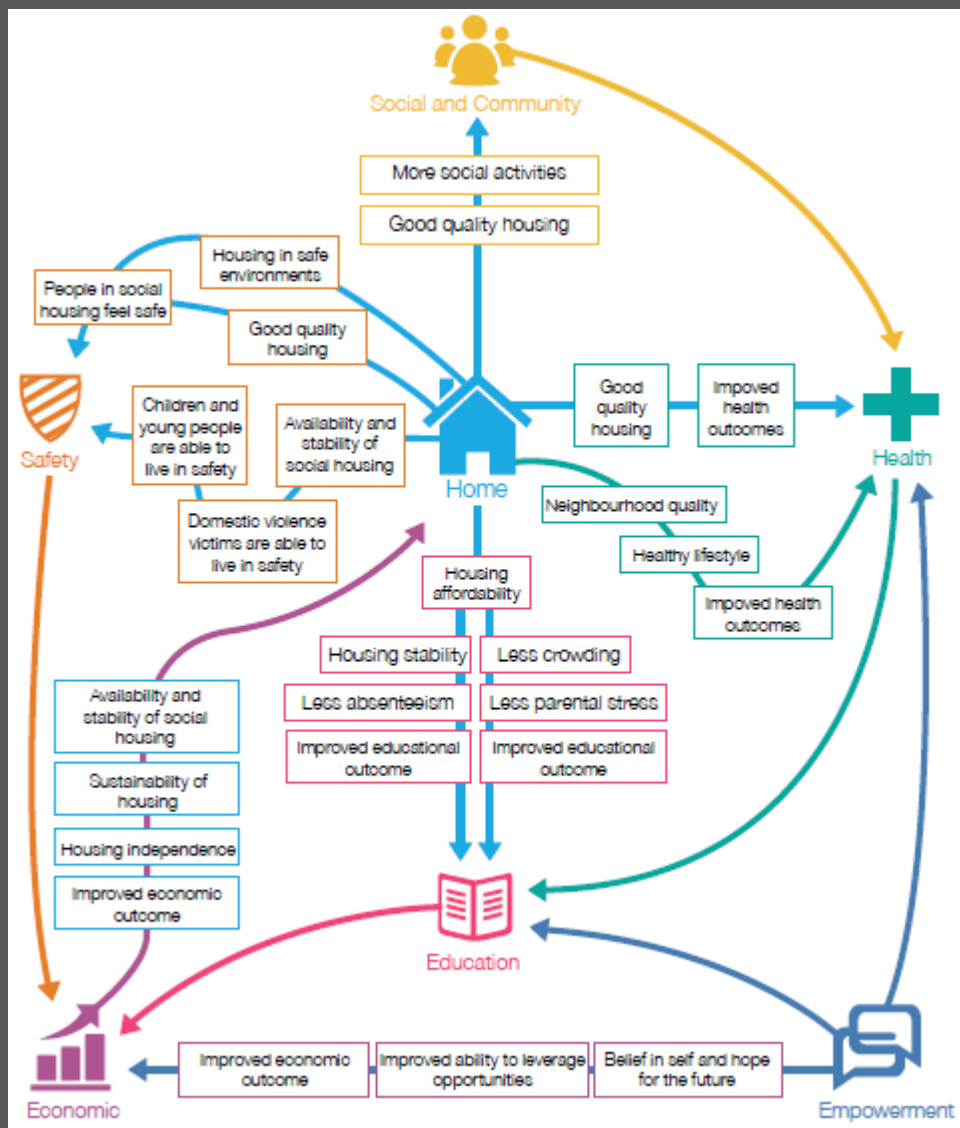 Social and Community
More social activities
Good quality housing
Housing in safe
environments
People in social
housing feel safe
Good quality
housing
Safety
Children and
young people
are able to
live in safety
Availability and
stability of
social housing
Domestic violence
victims are able to
live in safety
Home
Good
quality
housing
Impoved
health
outcomes
Health
Neighbourhood quality
Healthy lifestyle
Impoved health
outcomes
Housing
affordability
Housing stability
Less crowding
Less absenteeism
Less parental stress
Improved educational
outcome
Improved educational
outcome
Availability and
stability of social
housing
Sustainability of
housing
Housing independence
Improved economic
outcome
Education
Economic
Improved economic
outcome
Improved ability to leverage
opportunities
Belief in self and hope
for the future
Empowerment